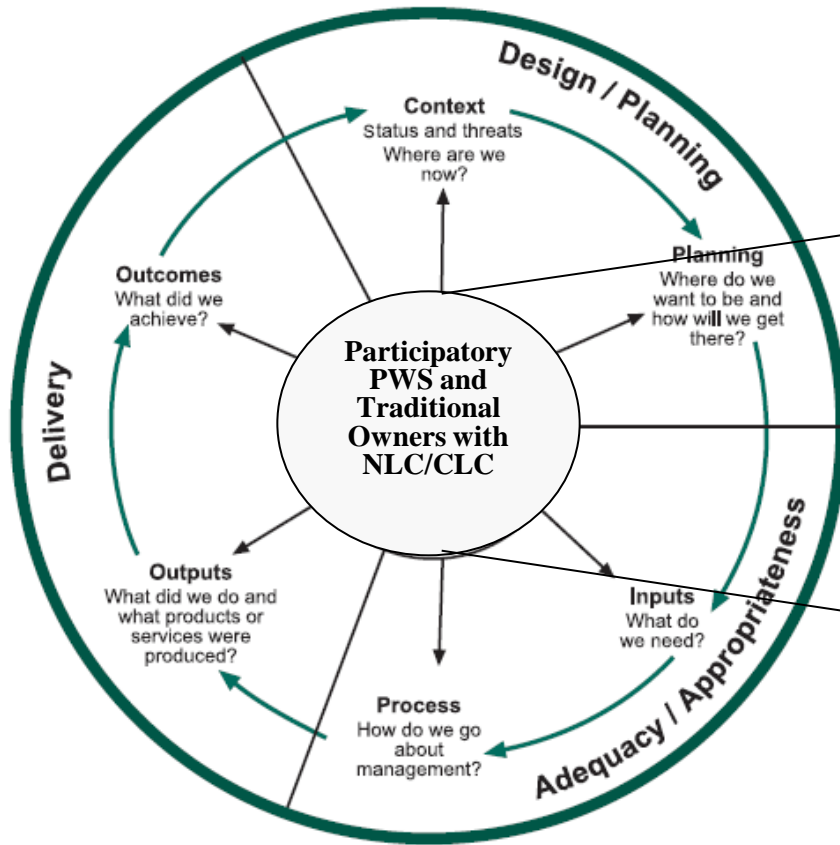 Design / Planning
Context
Status and threats
Where are we
now?
Planning
Where do we
want to be and
how will we get
there?
Outcomes
What did we
achieve?
Participatory
PWS and
Traditional
Owners with
NLC/CLC
Delivery
Outputs
What did we do and
what products or
services were
produced?
Inputs
What do
we need?
Process
How do we go
about
management?
Adequacy / Appropriateness